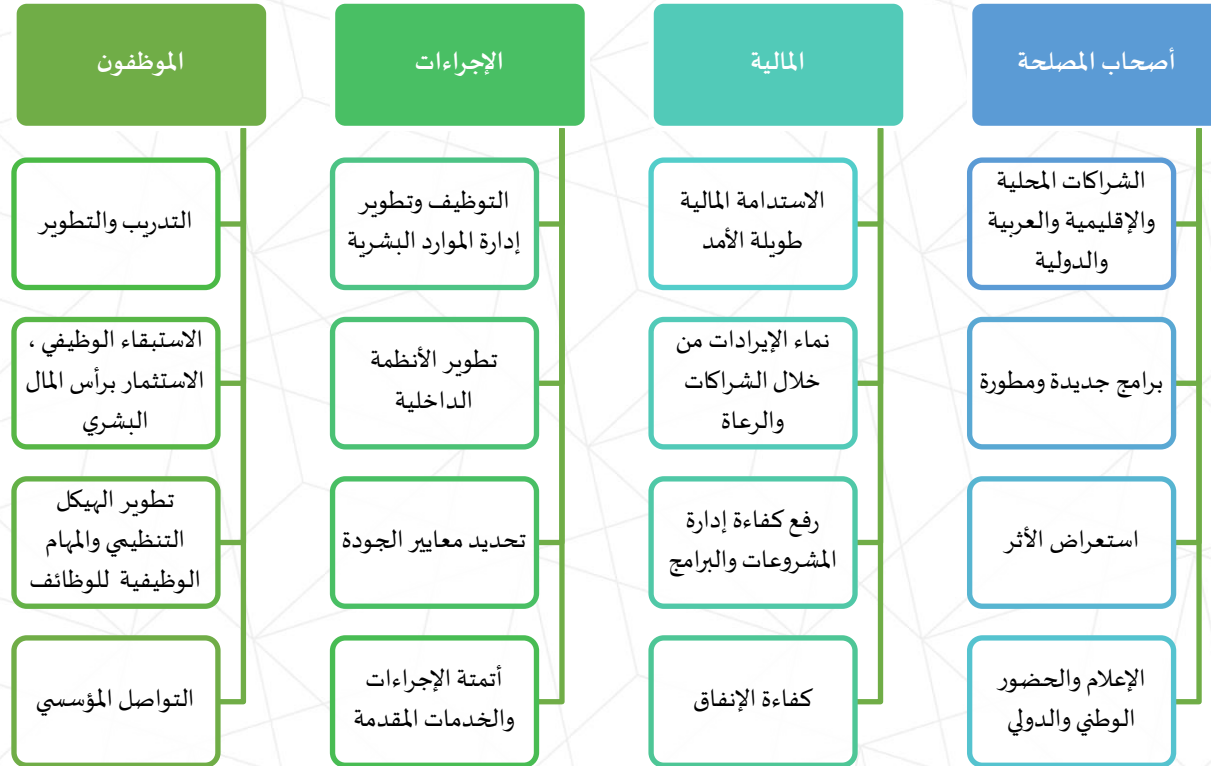 أصحاب المصلحة
الشراكات المحلية
والإقليمية والعربية
والدولية
برامج جديدة ومطورة
استعراض الأثر
الإعلام والحضور
الوطني والدولي
المالية
الاستدامة المالية
طويلة الأمد
نماء الإيرادات من
خلال الشراكات
والرعاة
رفع كفاءة إدارة
المشروعات والبرامج
كفاءة الإنفاق
الإجراءات
التوظيف وتطوير
إدارة الموارد البشرية
تطوير الأنظمة
الداخلية
تحديد معايير الجودة
أتمتة الإجراءات
والخدمات المقدمة
الموظفون
التدريب والتطوير
الاستبقاء الوظيفي ،
الاستثمار برأس المال
البشري
تطوير الهيكل
التنظيمي والمهام
الوظيفية للوظائف
التواصل المؤسسي